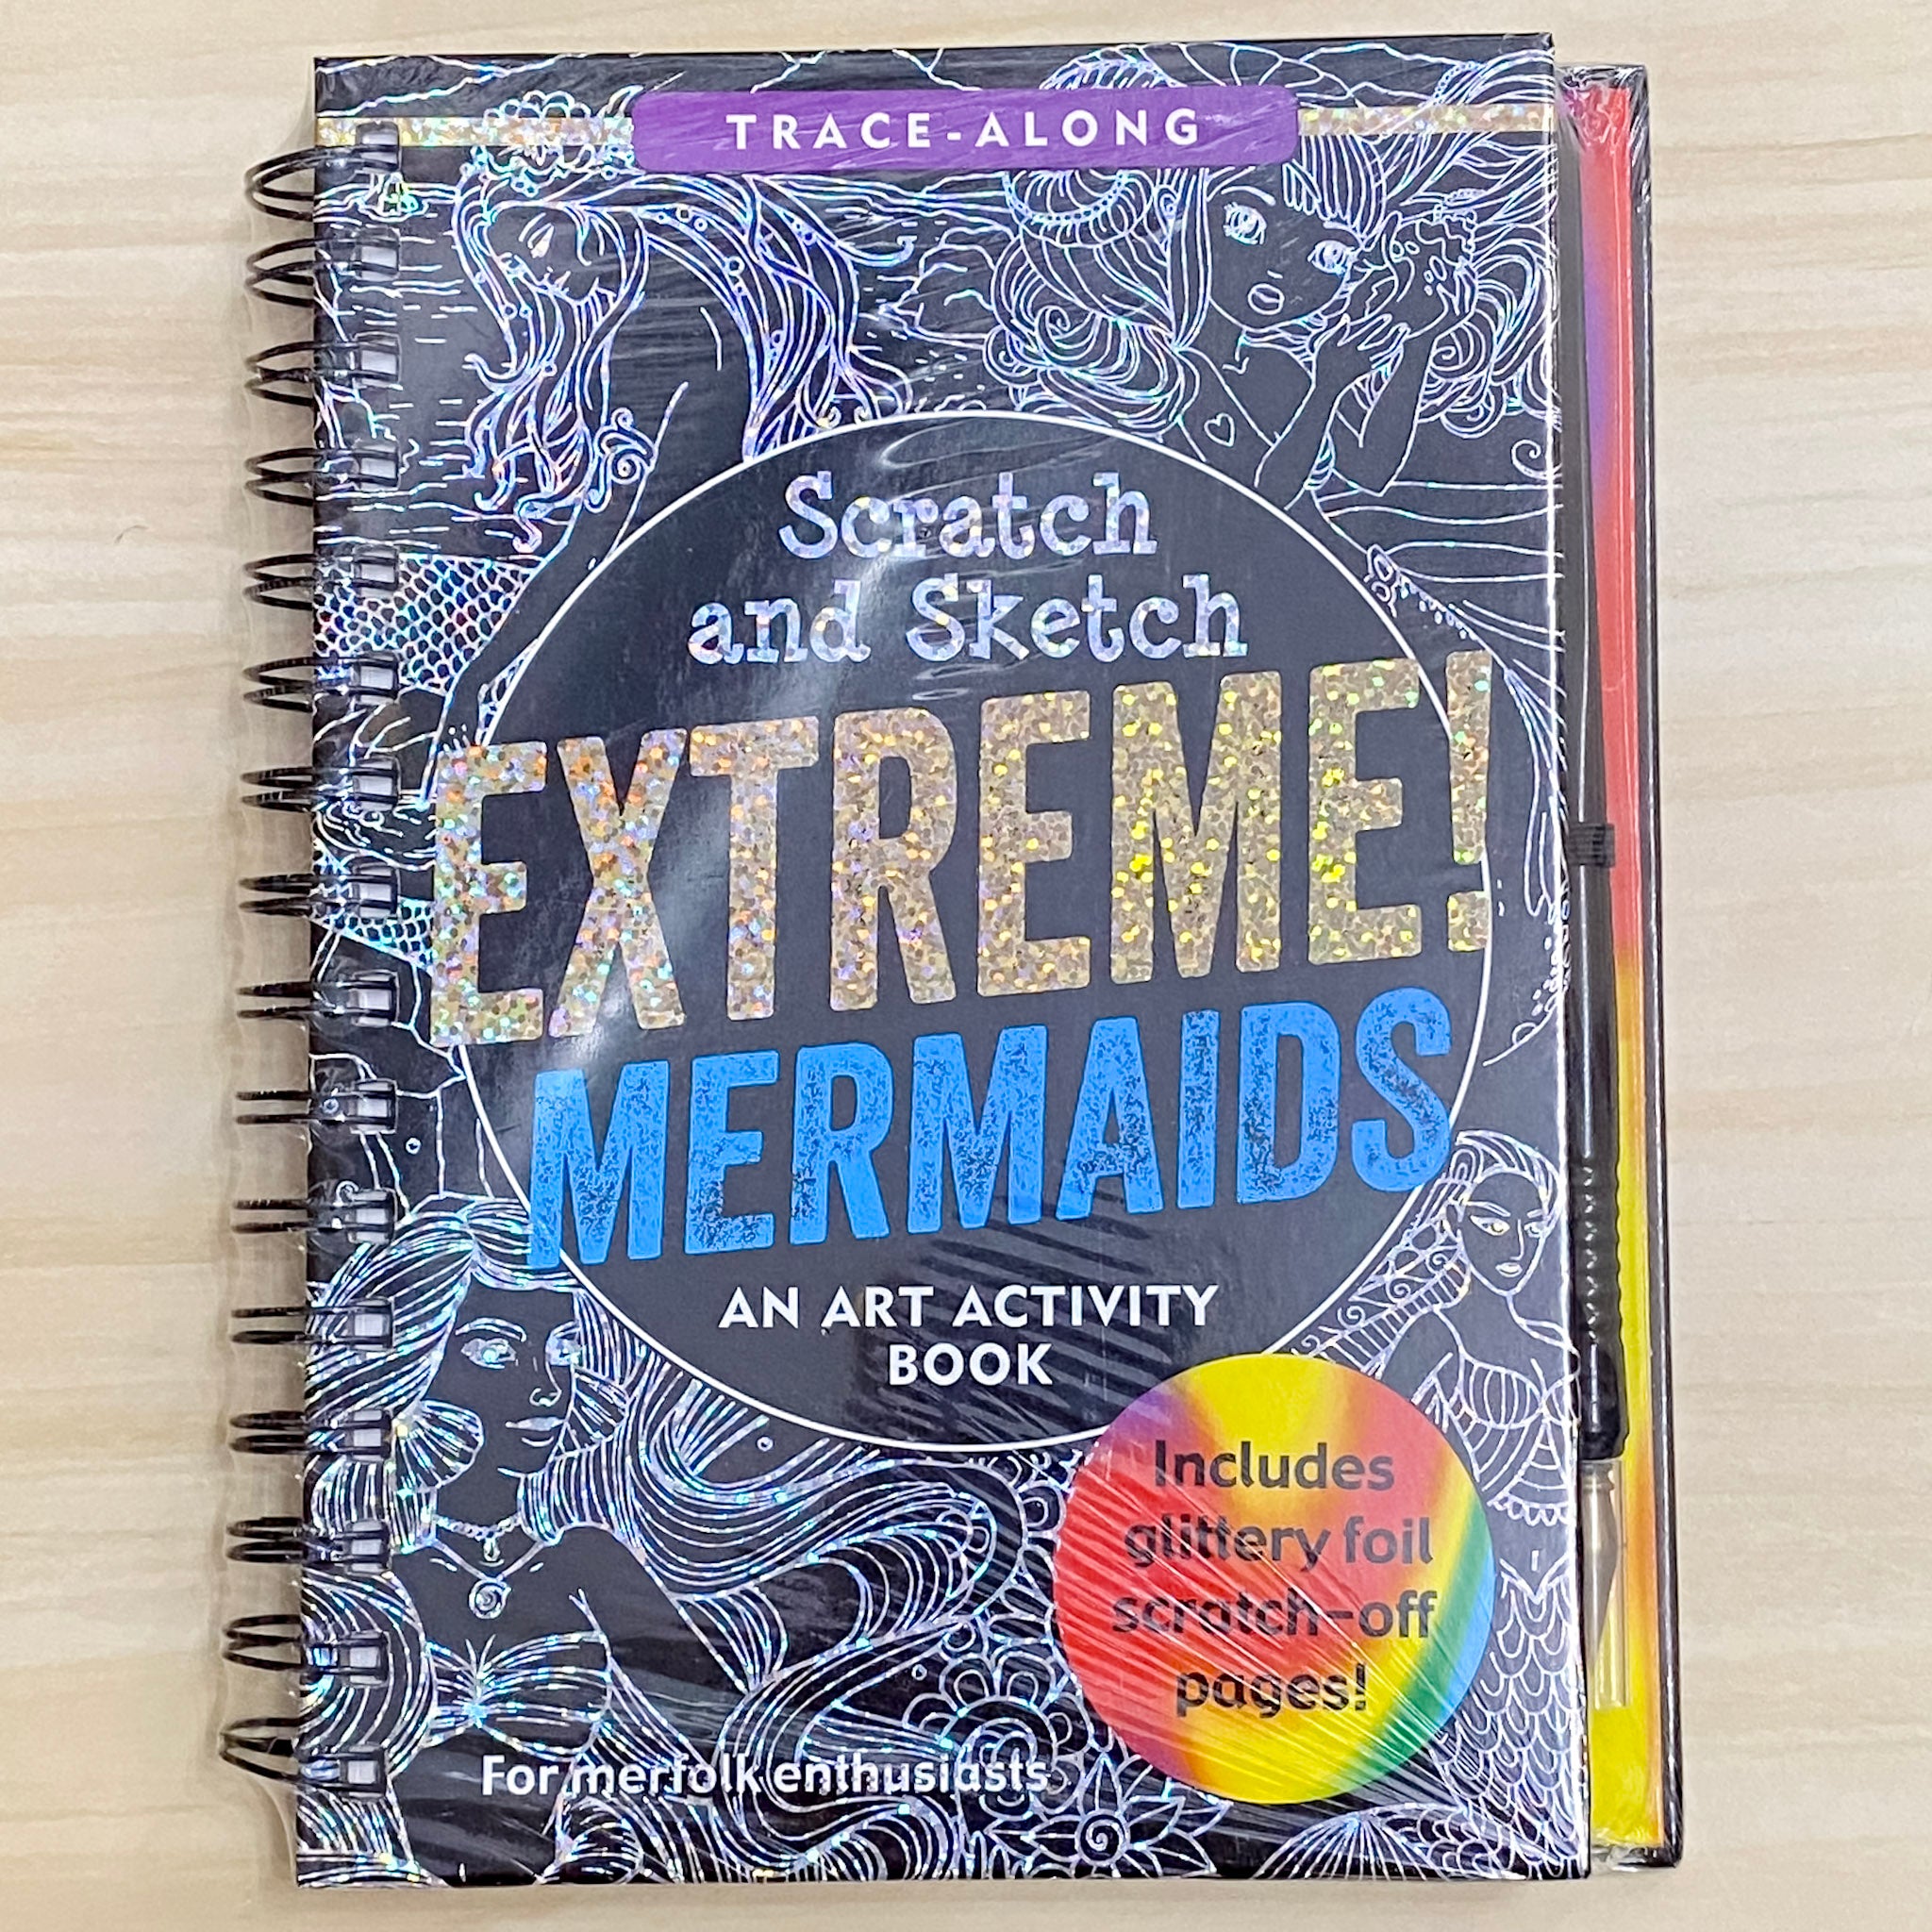 TRACE-ALONG
Scratch
and Sketch
EXTREME!
MERMAIDS
AN ART ACTIVITY
BOOK
Includes
glittery foil
scratch-off
pages!
For merfolk enthusiasts